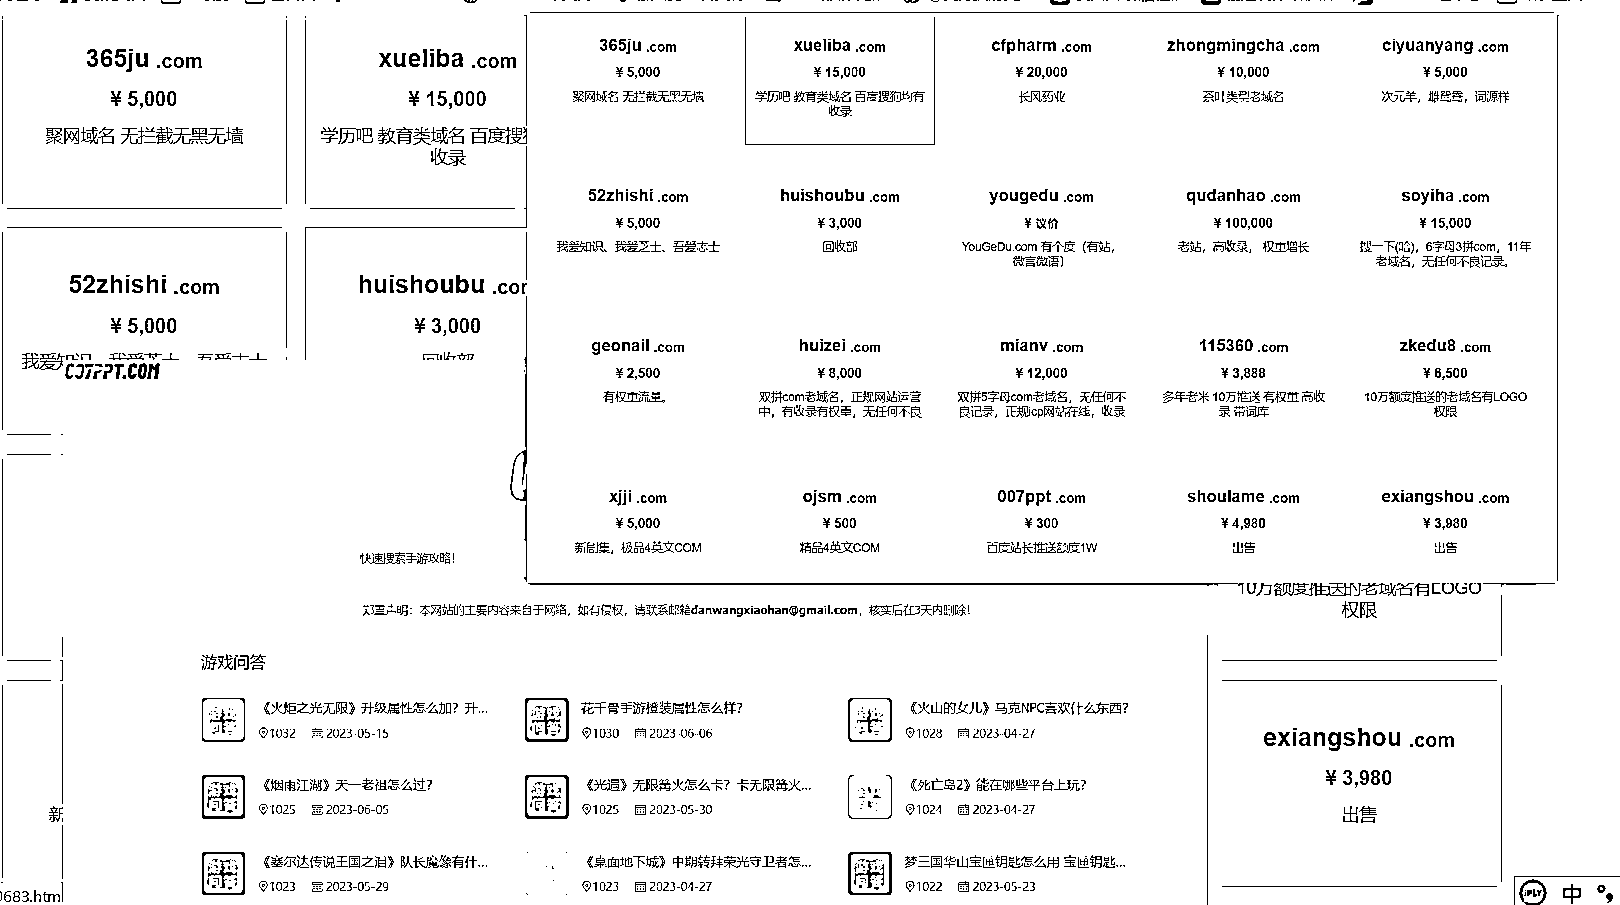 365ju .com
¥ 5,000
聚网域名 无拦截无黑无墙
xueliba .com
¥ 15,000
学历吧 教育类域名 百度搜
收录
52zhishi .com
¥ 5,000
huishoubu .com
¥ 3,000
365ju .com
¥ 5,000
聚网域名 无拦截无黑无墙
xueliba .com
¥ 15,000
学历吧 教育类域名 百度搜狗均有
收录
cfpharm .com
¥ 20,000
长风药业
zhongmingcha .com
¥ 10,000
茶叶类型老域名
ciyuanyang .com
¥ 5,000
次元羊，雌鸳鸯，词源样
52zhishi .com
¥ 5,000
我爱知识、我爱芝士、吾爱志士
huishoubu .com
¥ 3,000
回收部
yougedu .com
¥ 议价
YouGeDu.com 有个度（有站，
微言微语）
qudanhao .com
¥ 100,000
老站，高收录， 权重增长
soyiha .com
¥ 15,000
搜一下(哈)，6字母3拼com，11年
老域名，无任何不良记录。
geonail .com
¥ 2,500
有权重流量。
huizei .com
¥ 8,000
双拼com老域名，正规网站运营
中，有收录有权重，无任何不良
mianv .com
¥ 12,000
双拼5字母com老域名，无任何不
良记录，正规icp网站在线，收录
115360 .com
¥ 3,888
多年老米 10万推送 有权重 高收
录 带词库
zkedu8 .com
¥ 6,500
10万额度推送的老域名有LOGO
权限
xjji .com
¥ 5,000
新剧集，极品4英文COM
ojsm .com
¥ 500
精品4英文COM
007ppt .com
¥ 300
百度站长推送额度1W
shoulame .com
¥ 4,980
出售
exiangshou .com
¥ 3,980
出售
007PPT.COM
快速搜索手游攻略!
郑重声明：本网站的主要内容来自于网络，如有侵权，请联系邮箱danwangxiaohan@gmail.com，核实后在3天内删除!
10万额度推送的老域名有LOGO
权限
游戏问答
《火炬之光无限》升级属性怎么加？升...
1032 2023-05-15
花千骨手游橙装属性怎么样?
1030 2023-06-06
《火山的女儿》马克NPC喜欢什么东西?
1028 2023-04-27
《烟雨江湖》天一老祖怎么过?
1025 2023-06-05
《光遇》无限篝火怎么卡？卡无限篝火...
1025 2023-05-30
《死亡岛2》能在哪些平台上玩?
1024 2023-04-27
《塞尔达传说王国之泪》队长魔像有什...
1023 2023-05-29
《桌面地下城》中期转拜荣光守卫者怎...
1023 2023-04-27
梦三国华山宝匣钥匙怎么用 宝匣钥匙...
1022 2023-05-23
exiangshou .com
¥ 3,980
出售
新
0683.html
iFLY 中